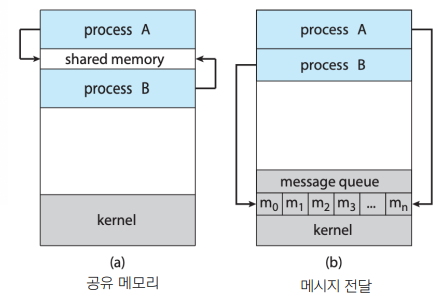 process A
shared memory
process B
kernel
(a)
공유 메모리
process A
process B
message queue
m0 m1 m2 m3 ... mn
kernel
(b)
메시지 전달